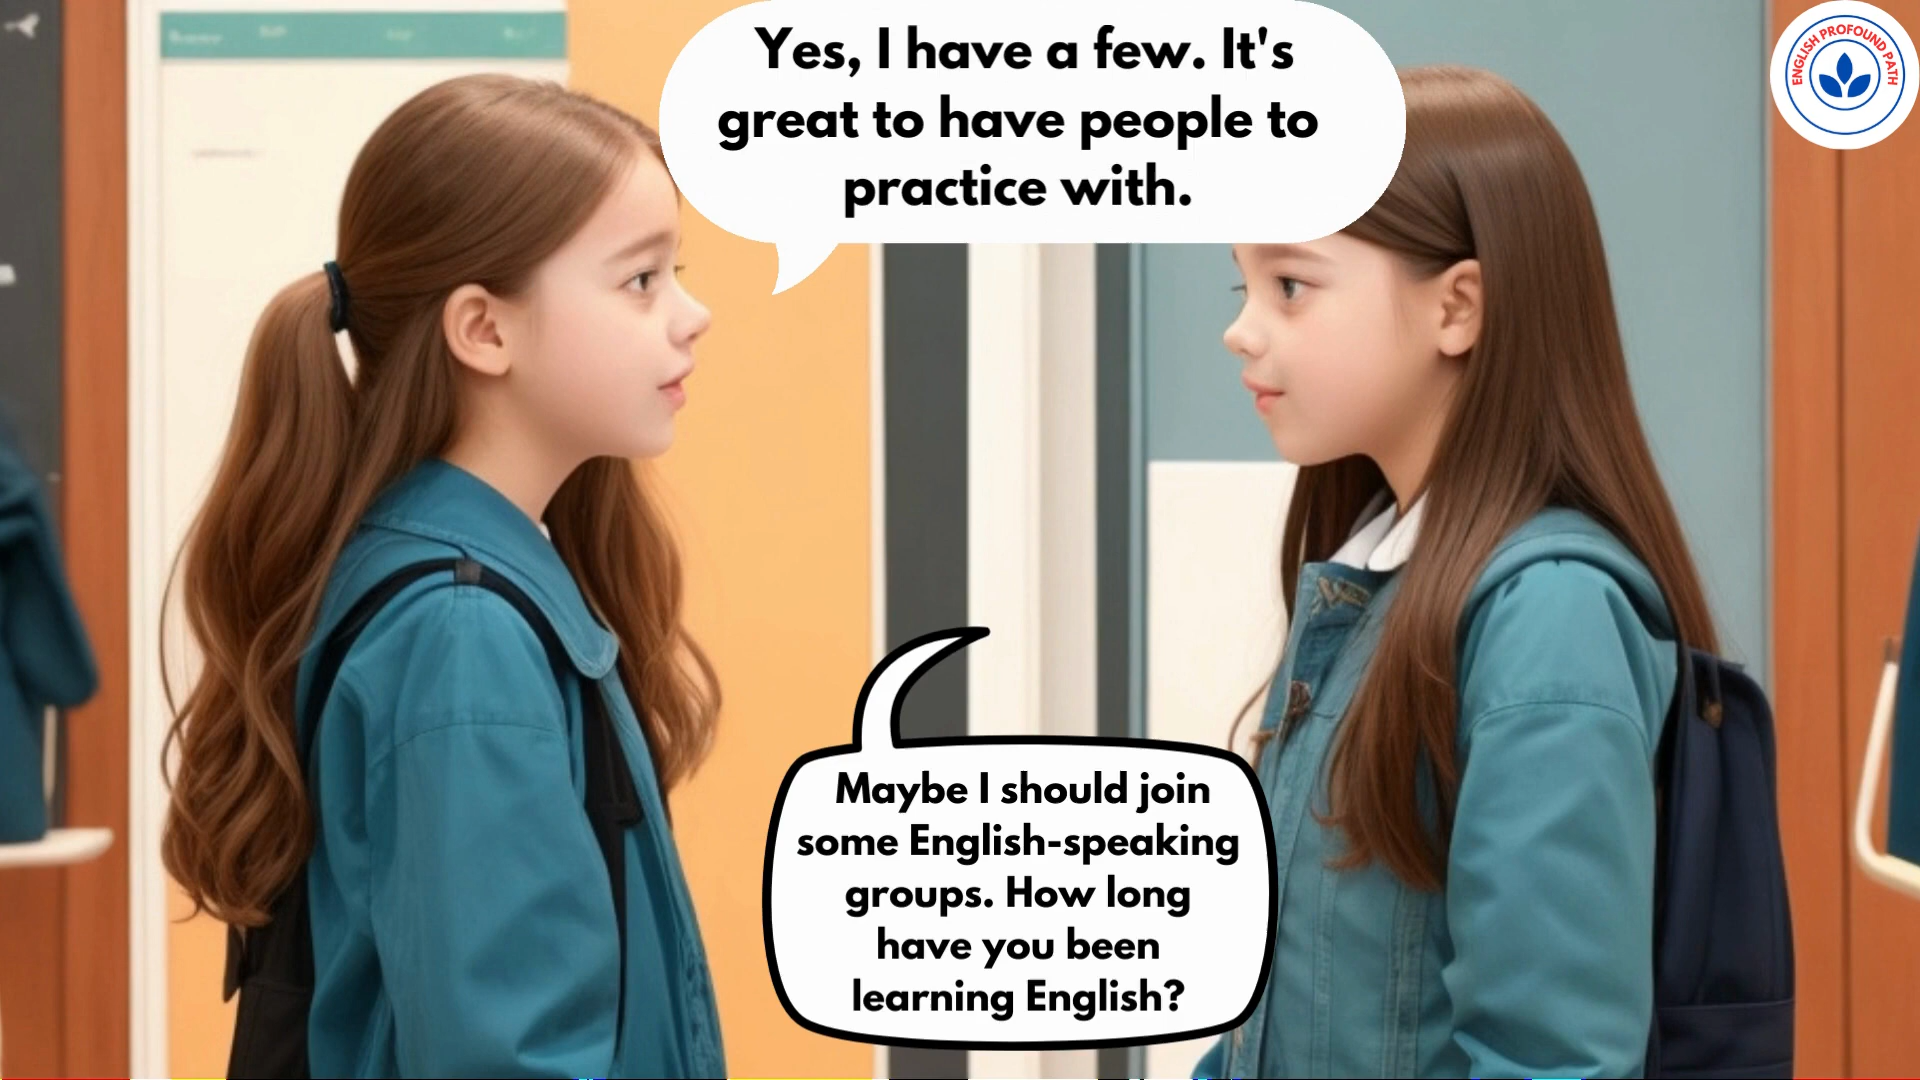 Yes, I have a few. It's
great to have people to
practice with.
ENGLISH PROFOUND PATH
Maybe I should join
some English-speaking
groups. How long
have you been
learning English?